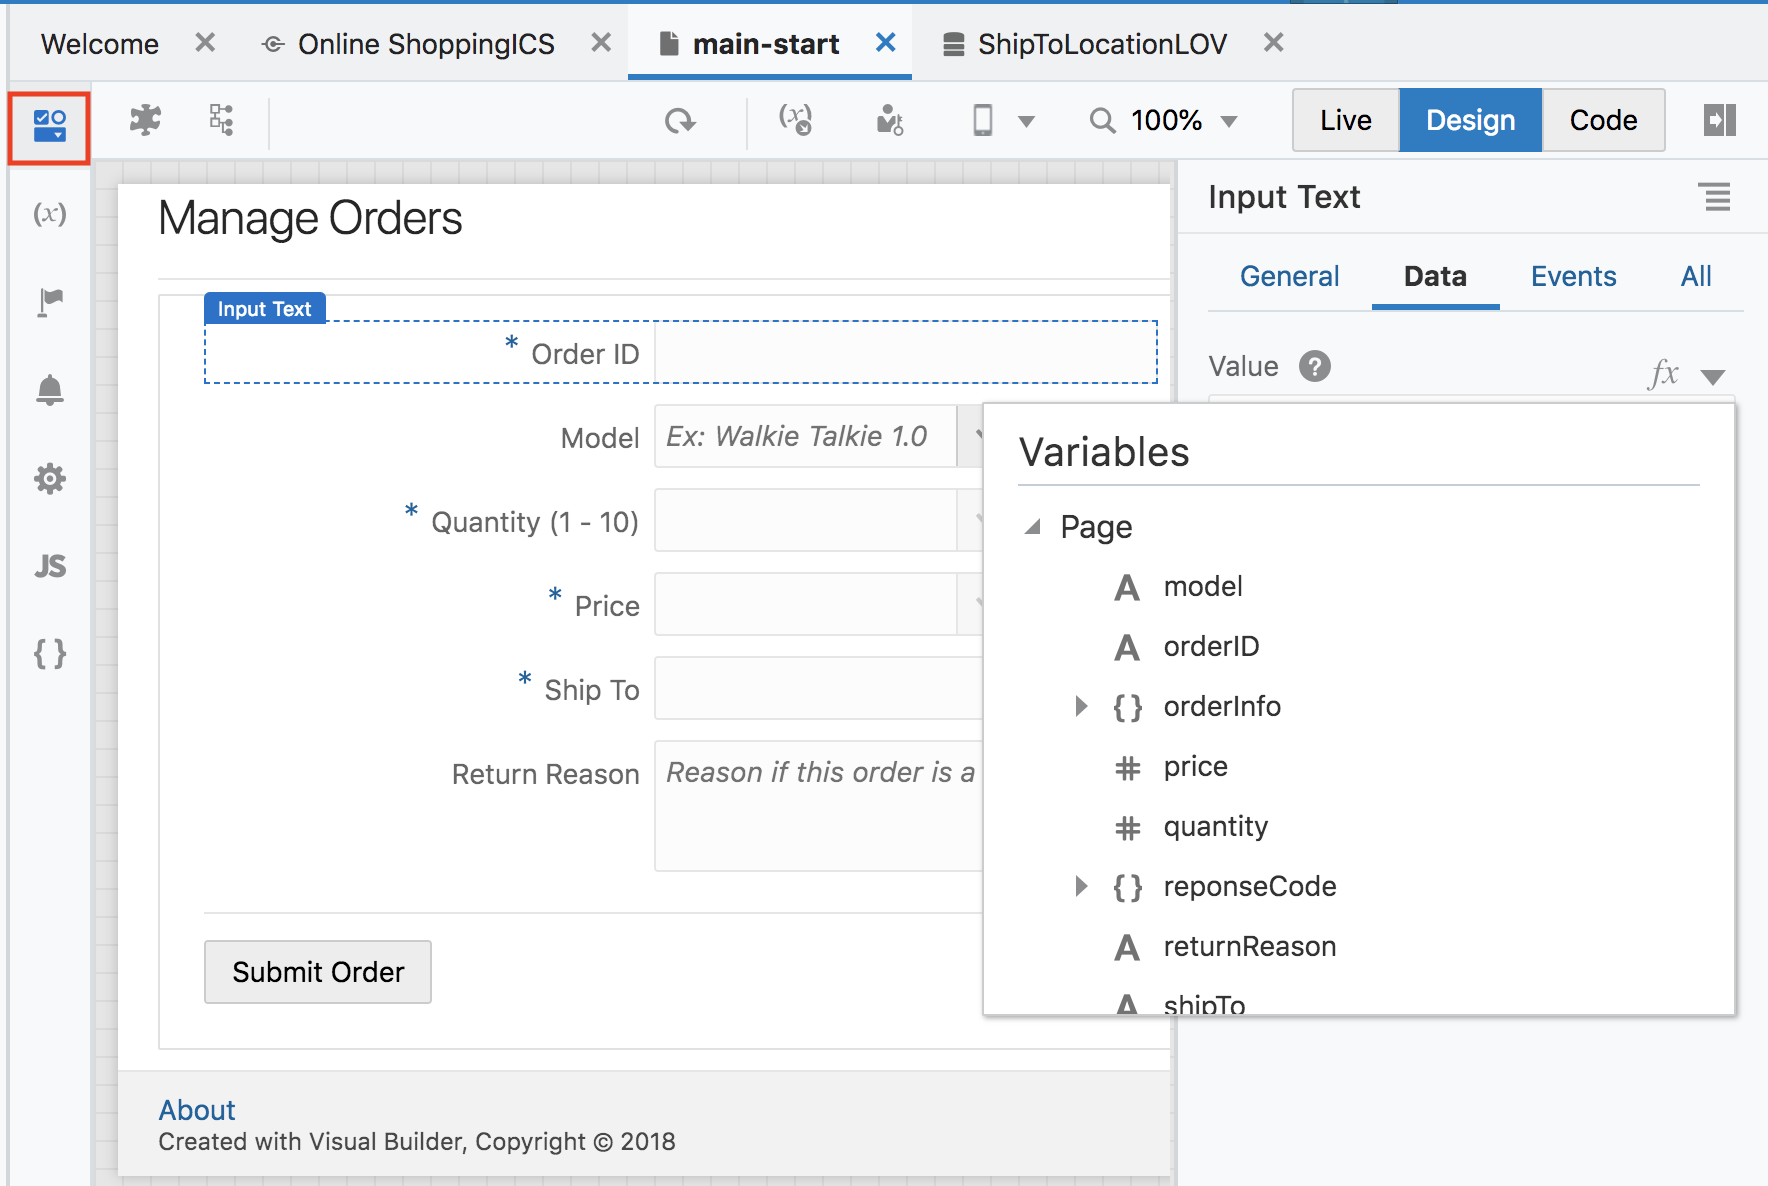 Welcome
Online ShoppingICS
main-start
ShipToLocationLOV
(x)
100%
Live
Design
Code
Manage Orders
Input Text
General
Data
Events
All
(x)
Input Text
* Order ID
Value ?
fx
Model
Ex: Walkie Talkie 1.0
* Quantity (1 - 10)
* Price
* Ship To
Return Reason
Reason if this order is a
JS
{}
Variables
Page
A model
A orderID
{} orderInfo
# price
# quantity
{} reponseCode
A returnReason
A shipTo
Submit Order
About
Created with Visual Builder, Copyright © 2018